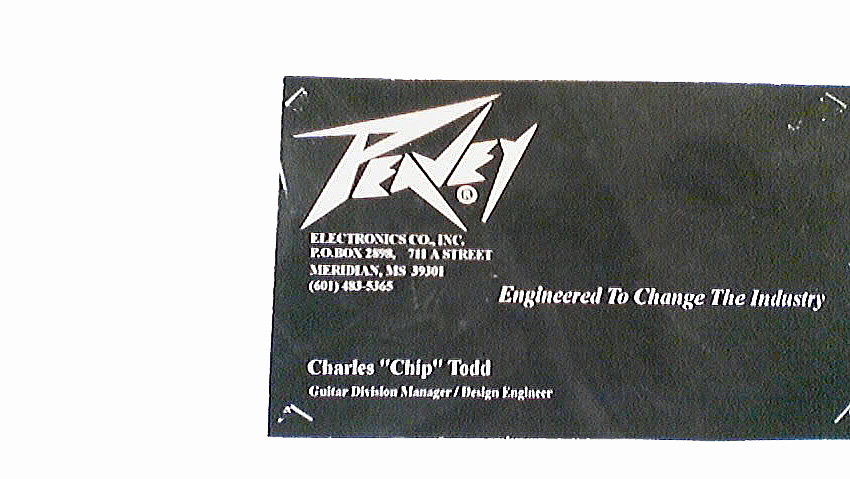 PEAVEY ®
ELECTRONICS CO., INC.
P.O.BOX 2898, 711 A STREET
MERIDIAN, MS 39301
(601) 483-5365
Engineered To Change The Industry
Charles "Chip" Todd
Guitar Division Manager / Design Engineer